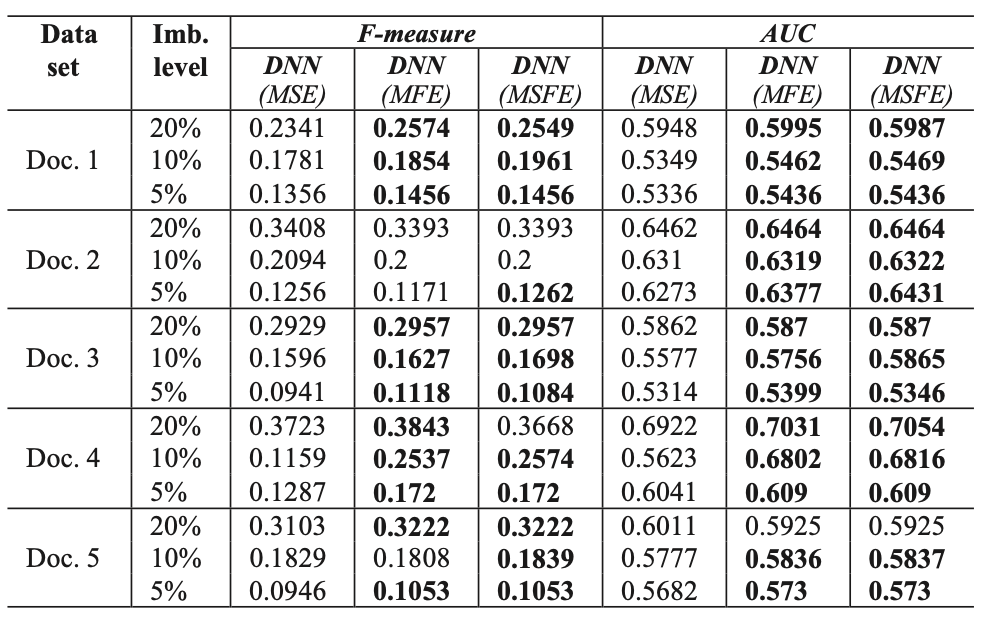 Data set Imb. level F-measure AUC
DNN (MSE) DNN (MFE) DNN (MSFE) DNN (MSE) DNN (MFE) DNN (MSFE)
20% 0.2341 0.2574 0.2549 0.5948 0.5995 0.5987
Doc. 1 10% 0.1781 0.1854 0.1961 0.5349 0.5462 0.5469
5% 0.1356 0.1456 0.1456 0.5336 0.5436 0.5436
20% 0.3408 0.3393 0.3393 0.6462 0.6464 0.6464
Doc. 2 10% 0.2094 0.2 0.2 0.631 0.6319 0.6322
5% 0.1256 0.1171 0.1262 0.6273 0.6377 0.6431
20% 0.2929 0.2957 0.2957 0.5862 0.587 0.587
Doc. 3 10% 0.1596 0.1627 0.1698 0.5577 0.5756 0.5865
5% 0.0941 0.1118 0.1084 0.5314 0.5399 0.5346
20% 0.3723 0.3843 0.3668 0.6922 0.7031 0.7054
Doc. 4 10% 0.1159 0.2537 0.2574 0.5623 0.6802 0.6816
5% 0.1287 0.172 0.172 0.6041 0.609 0.609
20% 0.3103 0.3222 0.3222 0.6011 0.5925 0.5925
Doc. 5 10% 0.1829 0.1808 0.1839 0.5777 0.5836 0.5837
5% 0.0946 0.1053 0.1053 0.5682 0.573 0.573